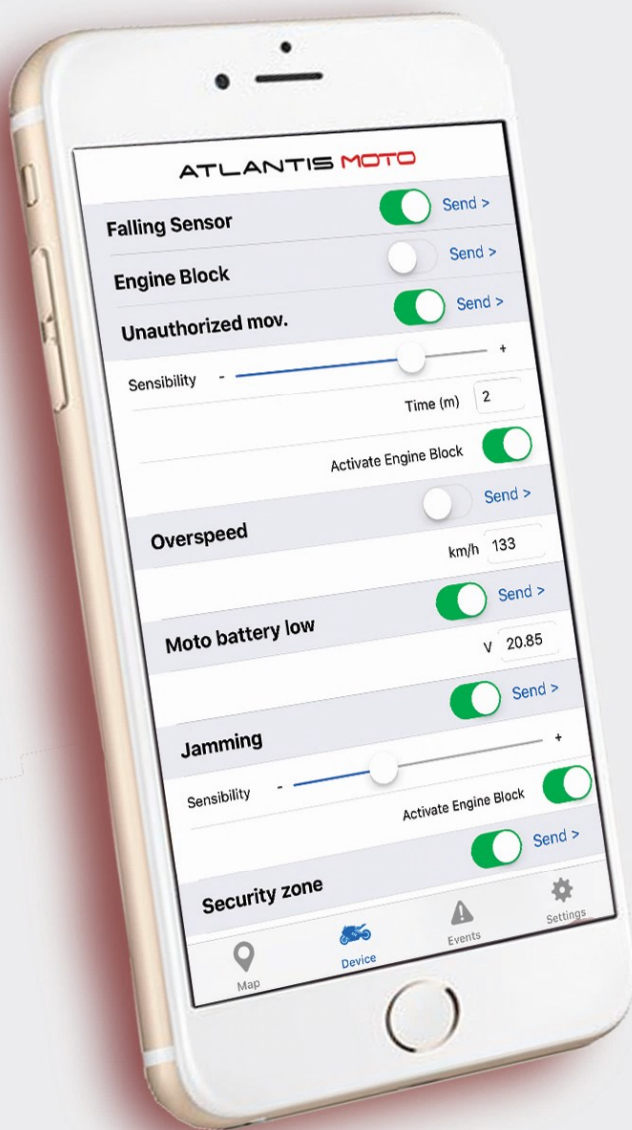 ATLANTIS MOTO
Falling Sensor Send >
Engine Block Send >
Unauthorized mov. Send >
Sensibility - +
Time (m) 2
Activate Engine Block
Overspeed Send >
km/h 133
Moto battery low Send >
V 20.85
Jamming Send >
Sensibility - +
Activate Engine Block
Security zone Send >
Map Device Events Settings